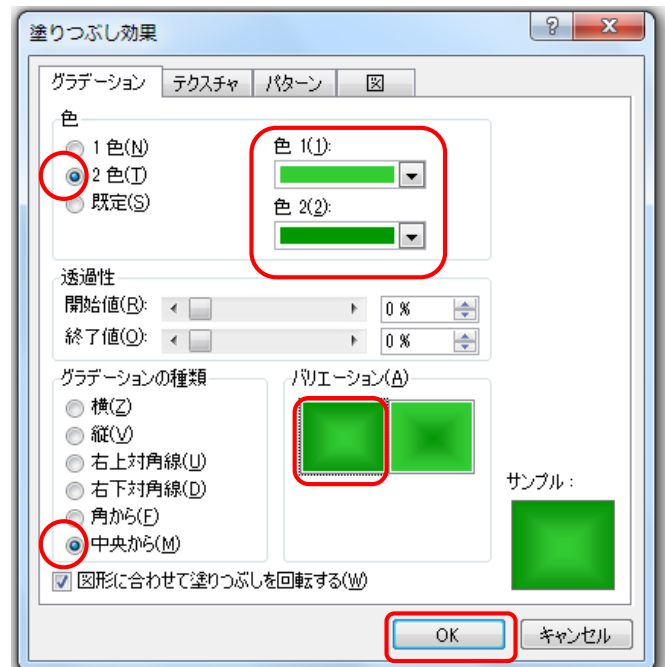 塗りつぶし効果
グラデーション テクスチャ パターン 図
色
1 色(N)
2 色(T)
既定(S)
色 1(1):
色 2(2):
透過性
開始値(R): 0 %
終了値(O): 0 %
グラデーションの種類
横(Z)
縦(V)
右上対角線(U)
右下対角線(D)
角から(F)
中央から(M)
バリエーション(A)
サンプル:
図形に合わせて塗りつぶしを回転する(W)
OK キャンセル